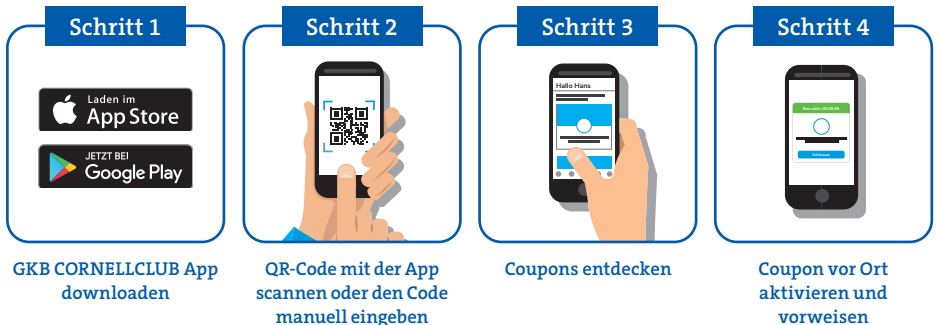 Schritt 1
Schritt 2
Schritt 3
Schritt 4
Laden im
App Store
JETZT BEI
Google Play
Hallo Hans
GKB CORNELLCLUB App
downloaden
QR-Code mit der App
scannen oder den Code
manuell eingeben
Coupons entdecken
Coupon vor Ort
aktivieren und
vorweisen